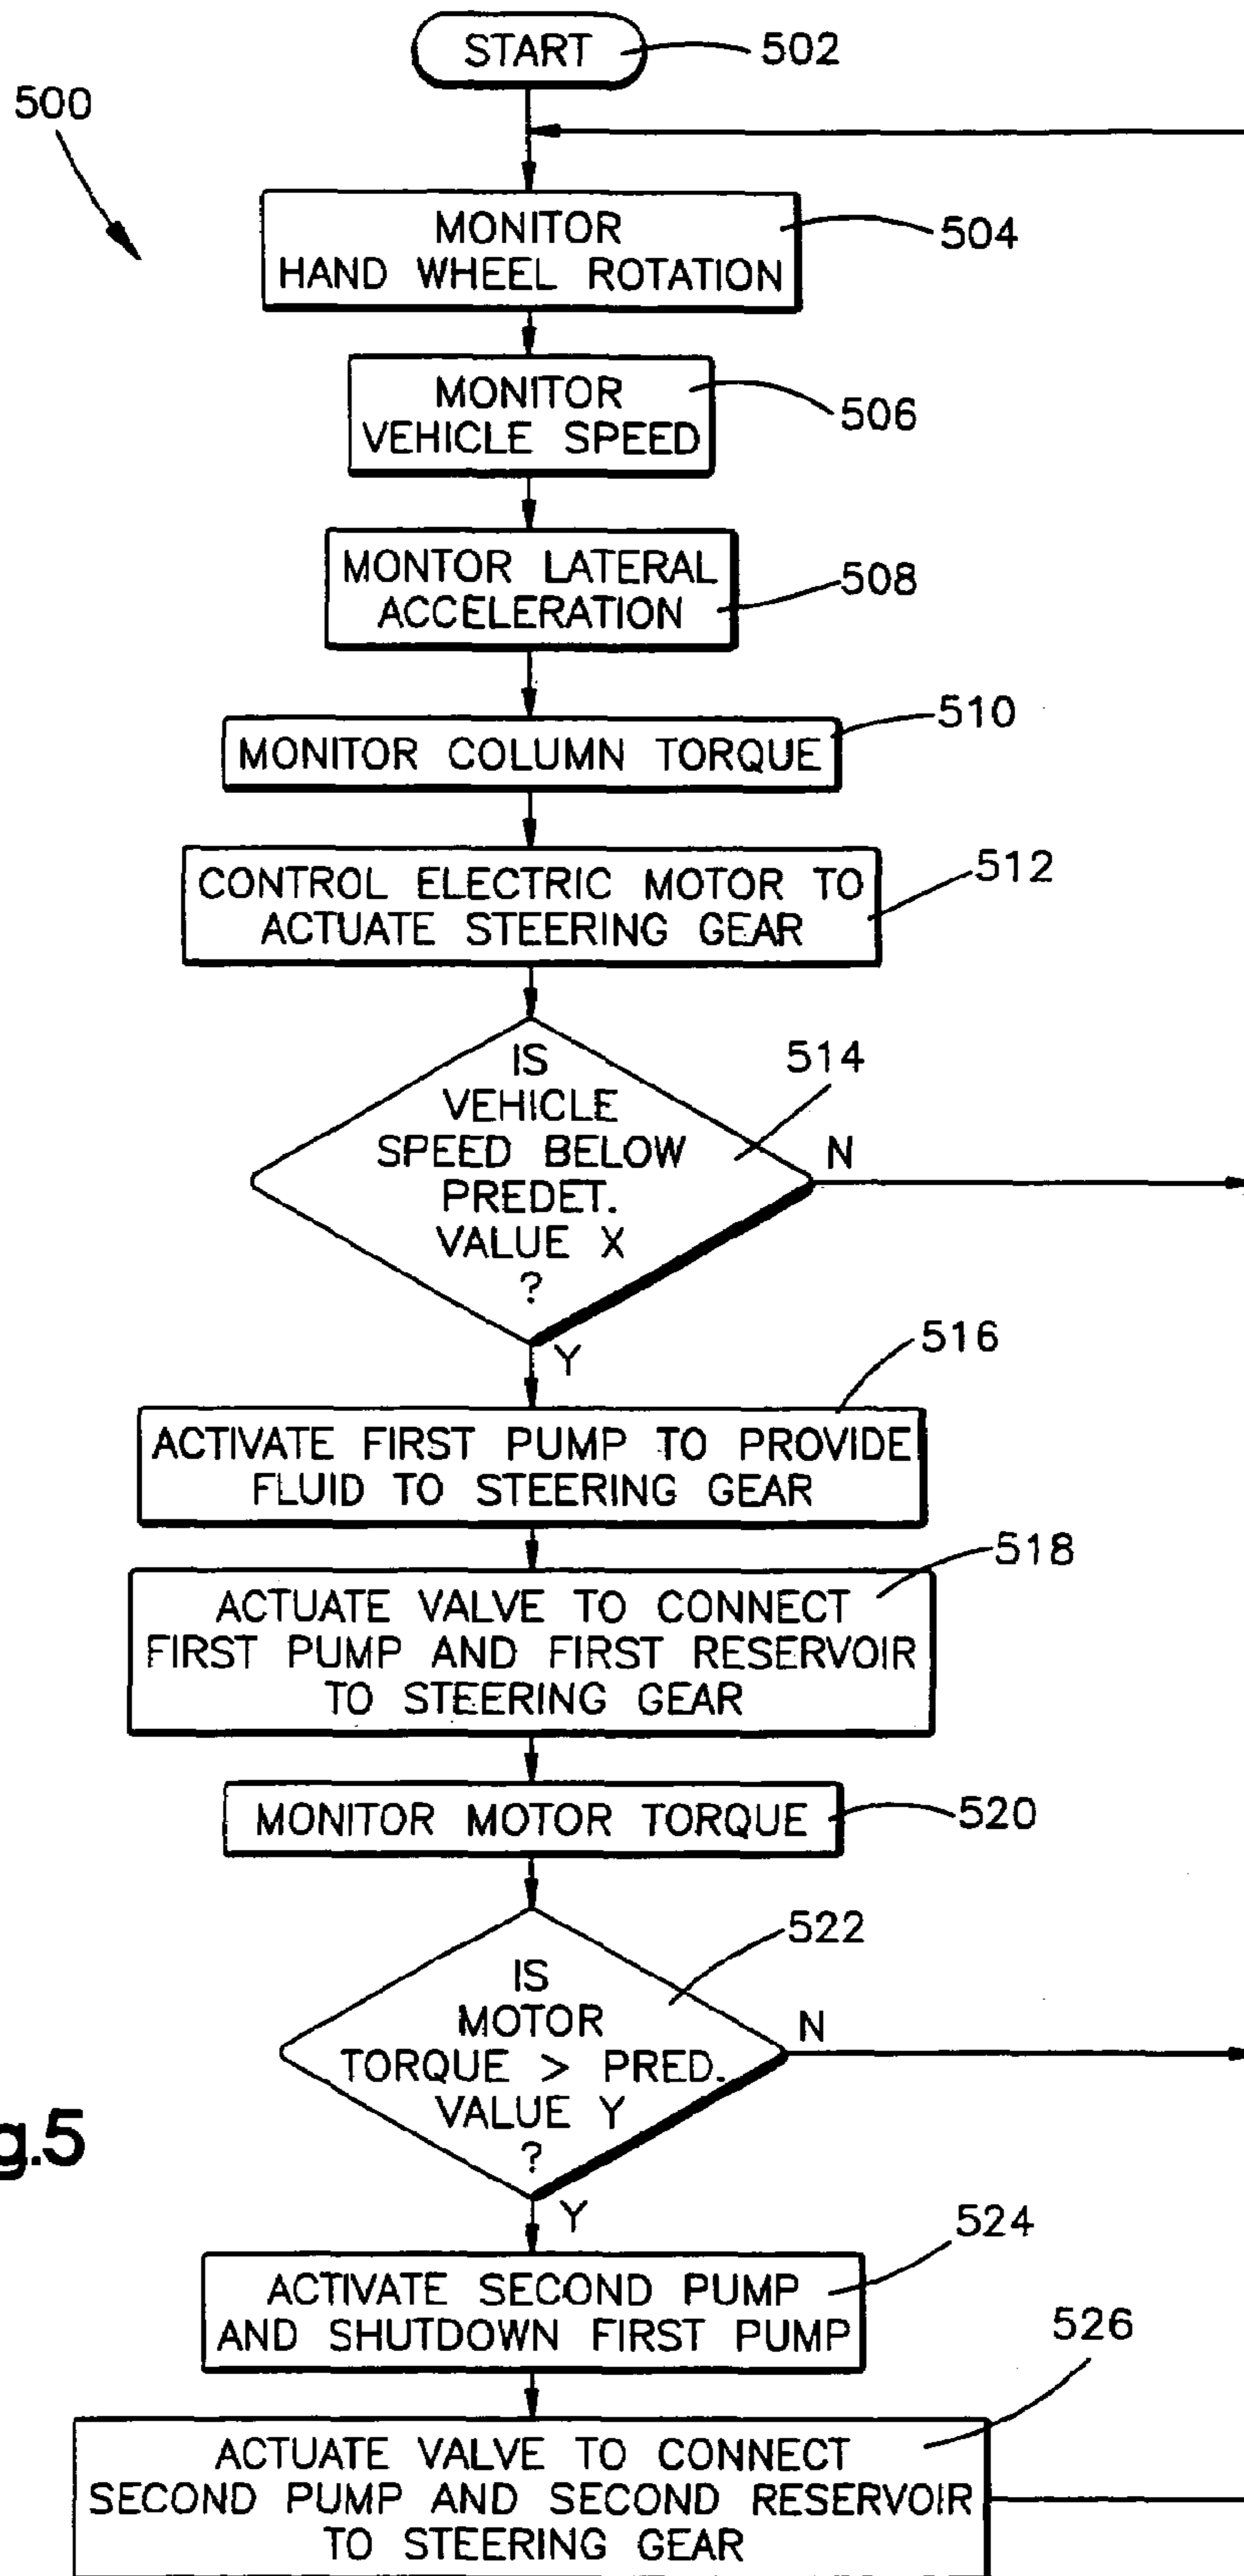 START
502
500
MONITOR
HAND WHEEL ROTATION
504
MONITOR
VEHICLE SPEED
506
MONTOR LATERAL
ACCELERATION
508
MONITOR COLUMN TORQUE
510
CONTROL ELECTRIC MOTOR TO
ACTUATE STEERING GEAR
512
IS
VEHICLE
SPEED BELOW
PREDET.
VALUE X
?
514
N
Y
ACTIVATE FIRST PUMP TO PROVIDE
FLUID TO STEERING GEAR
516
ACTUATE VALVE TO CONNECT
FIRST PUMP AND FIRST RESERVOIR
TO STEERING GEAR
518
MONITOR MOTOR TORQUE
520
IS
MOTOR
TORQUE > PRED.
VALUE Y
?
522
N
Y
g.5
ACTIVATE SECOND PUMP
AND SHUTDOWN FIRST PUMP
524
ACTUATE VALVE TO CONNECT
SECOND PUMP AND SECOND RESERVOIR
TO STEERING GEAR
526